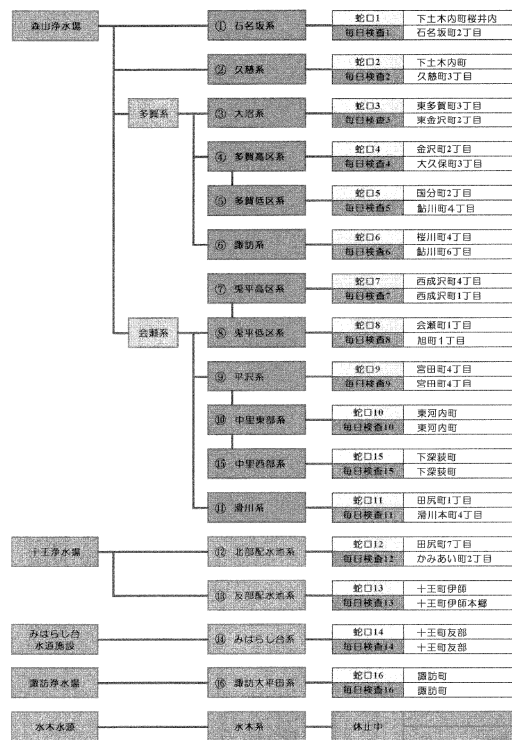 森山浄水場 ① 石名坂系 蛇口1 下土木内町桜井内
毎日検査1 石名坂町2丁目
② 久慈系 蛇口2 下土木内町
毎日検査2 久慈町3丁目
多賀系 ③ 大沼系 蛇口3 東多賀町3丁目
毎日検査3 東金沢町2丁目
④ 多賀高区系 蛇口4 金沢町2丁目
毎日検査4 大久保町3丁目
⑤ 多賀低区系 蛇口5 国分町2丁目
毎日検査5 鮎川町4丁目
⑥ 諏訪系 蛇口6 桜川町4丁目
毎日検査6 鮎川町6丁目
⑦ 兎平高区系 蛇口7 西成沢町4丁目
毎日検査7 西成沢町1丁目
会瀬系 ⑧ 兎平低区系 蛇口8 会瀬町1丁目
毎日検査8 旭町1丁目
⑨ 平沢系 蛇口9 宮田町4丁目
毎日検査9 宮田町4丁目
⑩ 中里東部系 蛇口10 東河内町
毎日検査10 東河内町
⑮ 中里西部系 蛇口15 下深荻町
毎日検査15 下深荻町
⑪ 滑川系 蛇口11 田尻町1丁目
毎日検査11 滑川本町4丁目
十王浄水場 ⑫ 北部配水池系 蛇口12 田尻町7丁目
毎日検査12 かみあい町2丁目
⑬ 友部配水池系 蛇口13 十王町伊師
毎日検査13 十王町伊師本郷
みはらし台
水道施設 ⑭ みはらし台系 蛇口14 十王町友部
毎日検査14 十王町友部
諏訪浄水場 ⑯ 諏訪太平田系 蛇口16 諏訪町
毎日検査16 諏訪町
水木水源 水木系 休止中